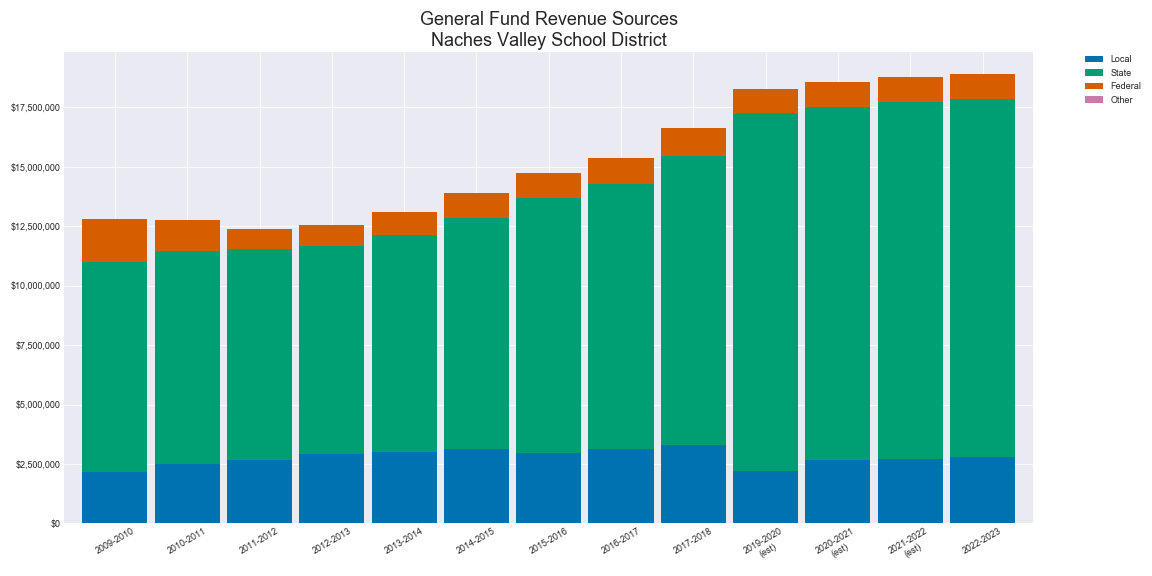 General Fund Revenue Sources
Naches Valley School District
Local
State
Federal
Other
$17,500,000
$15,000,000
$12,500,000
$10,000,000
$7,500,000
$5,000,000
$2,500,000
$0
2009-2010
2010-2011
2011-2012
2012-2013
2013-2014
2014-2015
2015-2016
2016-2017
2017-2018
2019-2020
(est)
2020-2021
(est)
2021-2022
(est)
2022-2023